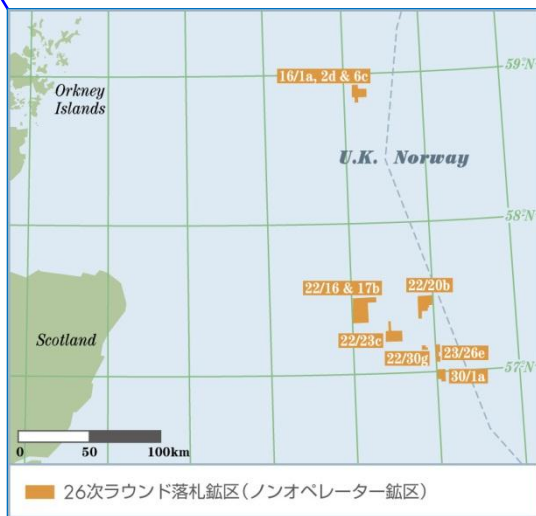 59°N
16/1a, 2d & 6c
Orkney
Islands
U.K. Norway
58°N
22/16 & 17b
22/20b
Scotland
22/23c
22/30g
23/26e
57°N
30/1a
0 50 100km
26次ラウンド落札鉱区(ノンオペレーター鉱区)